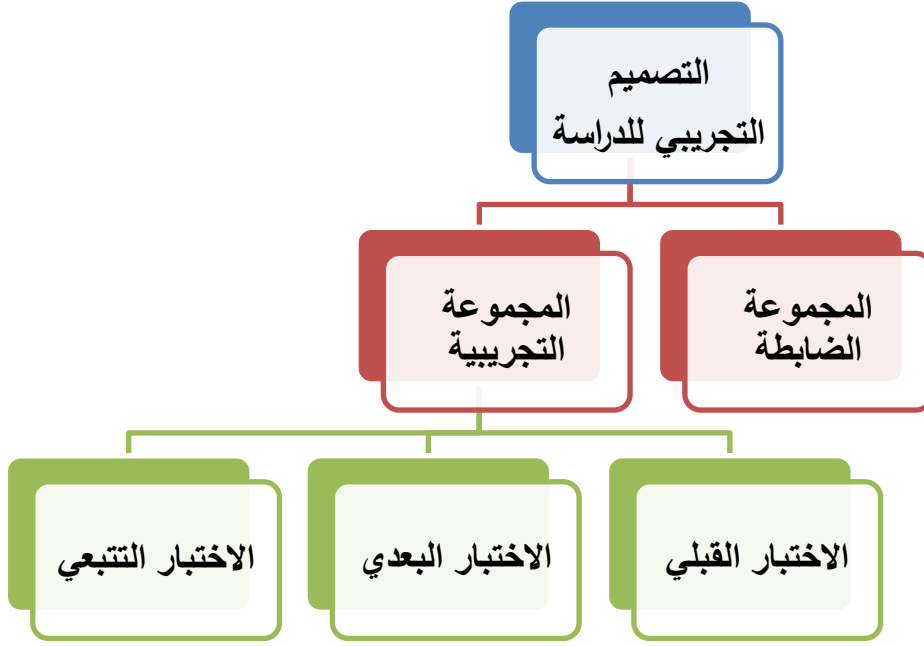 التصميم
التجريبي للدراسة
المجموعة
الضابطة
المجموعة
التجريبية
الاختبار القبلي
الاختبار البعدي
الاختبار التتبعي